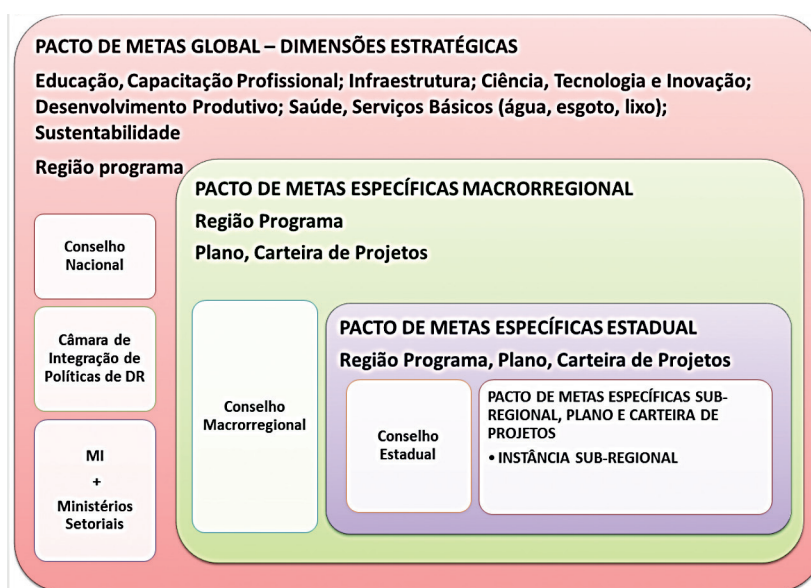 PACTO DE METAS GLOBAL – DIMENSÕES ESTRATÉGICAS
Educação, Capacitação Profissional; Infraestrutura; Ciência, Tecnologia e Inovação;
Desenvolvimento Produtivo; Saúde, Serviços Básicos (água, esgoto, lixo);
Sustentabilidade
Região programa
Conselho
Nacional
Câmara de
Integração de
Políticas de DR
MI
+
Ministérios
Setoriais
PACTO DE METAS ESPECÍFICAS MACRORREGIONAL
Região Programa
Plano, Carteira de Projetos
Conselho
Macrorregional
PACTO DE METAS ESPECÍFICAS ESTADUAL
Região Programa, Plano, Carteira de Projetos
Conselho
Estadual
PACTO DE METAS ESPECÍFICAS SUB-
REGIONAL, PLANO E CARTEIRA DE
PROJETOS
• INSTÂNCIA SUB-REGIONAL